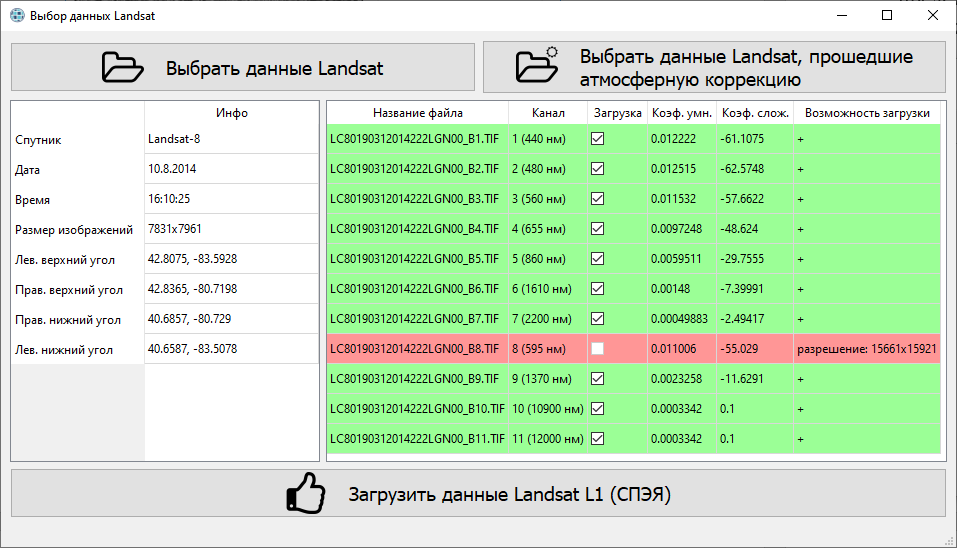 Выбор данных Landsat
Выбрать данные Landsat
Выбрать данные Landsat, прошедшие
атмосферную коррекцию
Инфо
Спутник Landsat-8
Дата 10.8.2014
Время 16:10:25
Размер изображений 7831x7961
Лев. верхний угол 42.8075, -83.5928
Прав. верхний угол 42.8365, -80.7198
Прав. нижний угол 40.6857, -80.729
Лев. нижний угол 40.6587, -83.5078
Название файла Канал Загрузка Коэф. умн. Коэф. слож. Возможность загрузки
LC80190312014222LGN00_B1.TIF 1 (440 нм) 0.012222 -61.1075 +
LC80190312014222LGN00_B2.TIF 2 (480 нм) 0.012515 -62.5748 +
LC80190312014222LGN00_B3.TIF 3 (560 нм) 0.011532 -57.6622 +
LC80190312014222LGN00_B4.TIF 4 (655 нм) 0.0097248 -48.624 +
LC80190312014222LGN00_B5.TIF 5 (860 нм) 0.0059511 -29.7555 +
LC80190312014222LGN00_B6.TIF 6 (1610 нм) 0.00148 -7.39991 +
LC80190312014222LGN00_B7.TIF 7 (2200 нм) 0.00049883 -2.49417 +
LC80190312014222LGN00_B8.TIF 8 (595 нм) 0.011006 -55.029 разрешение: 15661x15921
LC80190312014222LGN00_B9.TIF 9 (1370 нм) 0.0023258 -11.6291 +
LC80190312014222LGN00_B10.TIF 10 (10900 нм) 0.0003342 0.1 +
LC80190312014222LGN00_B11.TIF 11 (12000 нм) 0.0003342 0.1 +
Загрузить данные Landsat L1 (СПЭЯ)